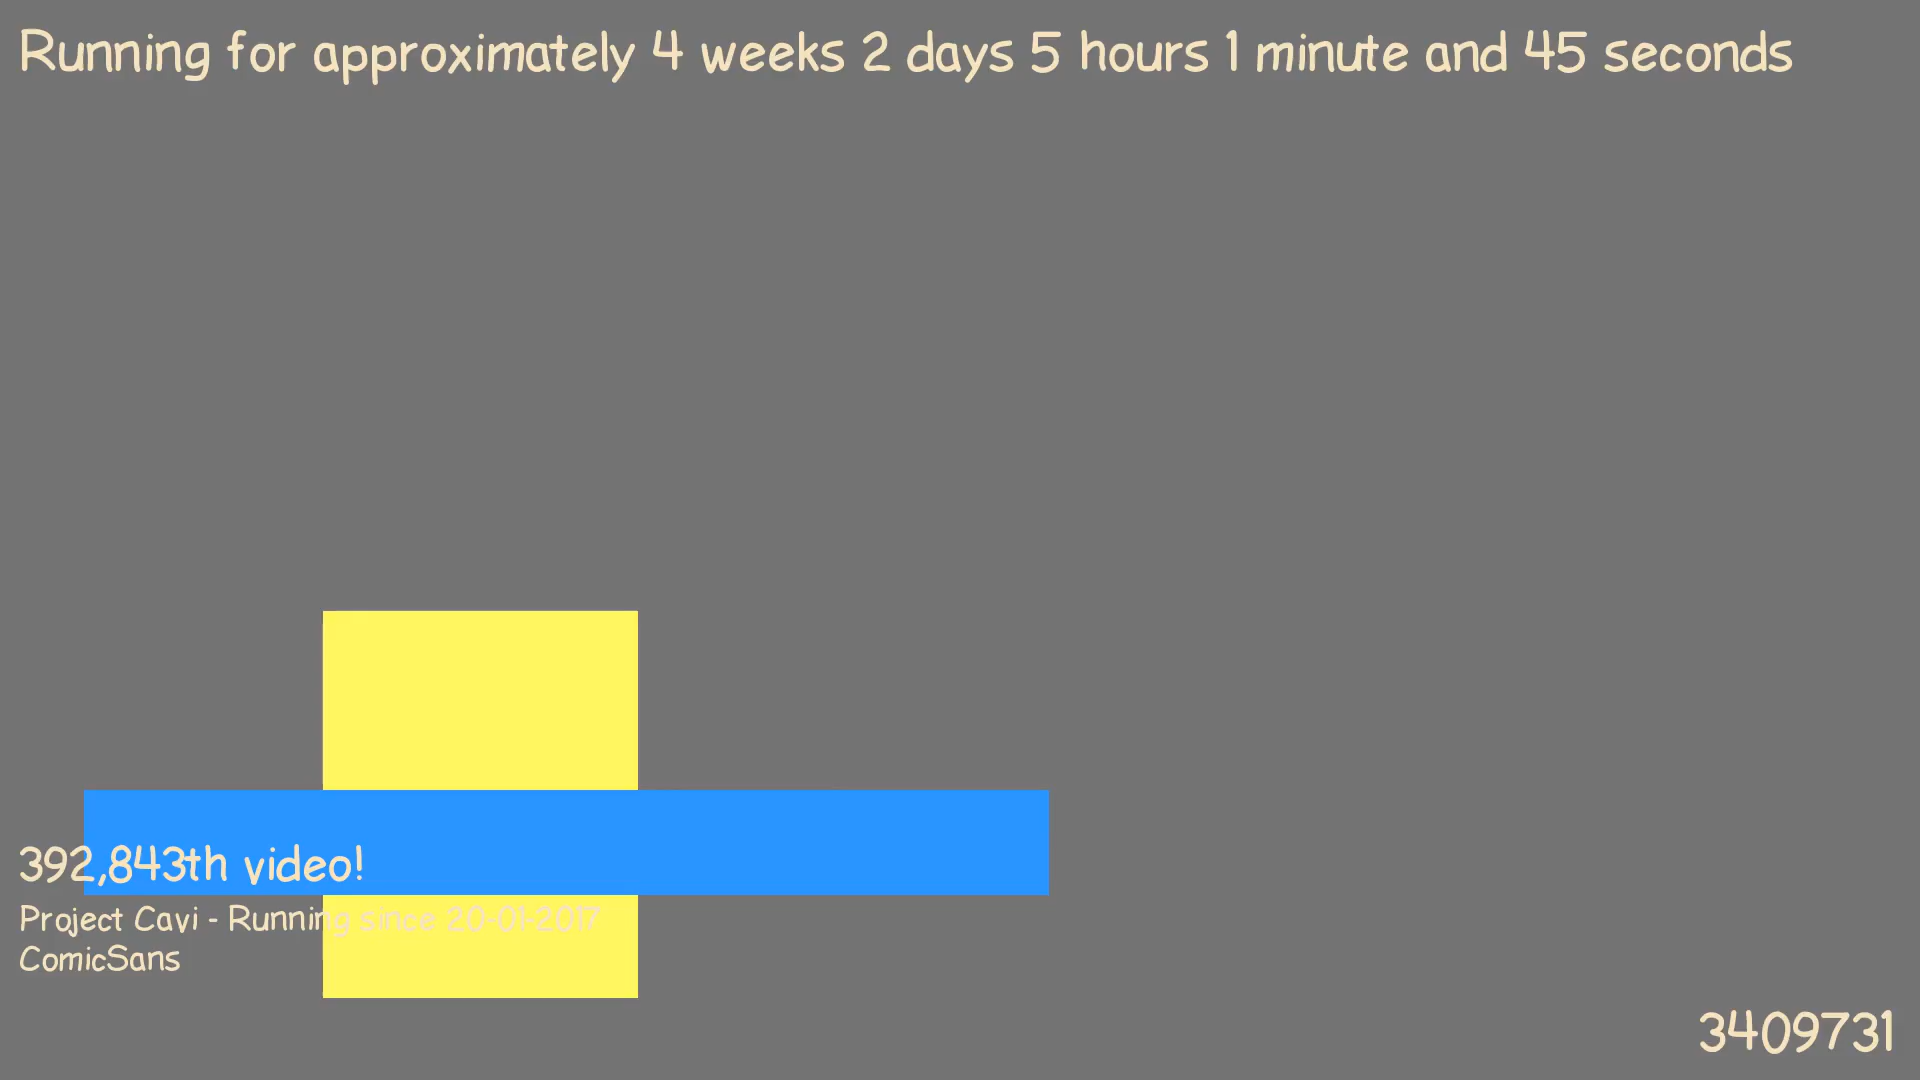 Running for approximately 4 weeks 2 days 5 hours 1 minute and 45 seconds
392,843th video!
Project Cavi - Running since 20-01-2017
ComicSans
3409731